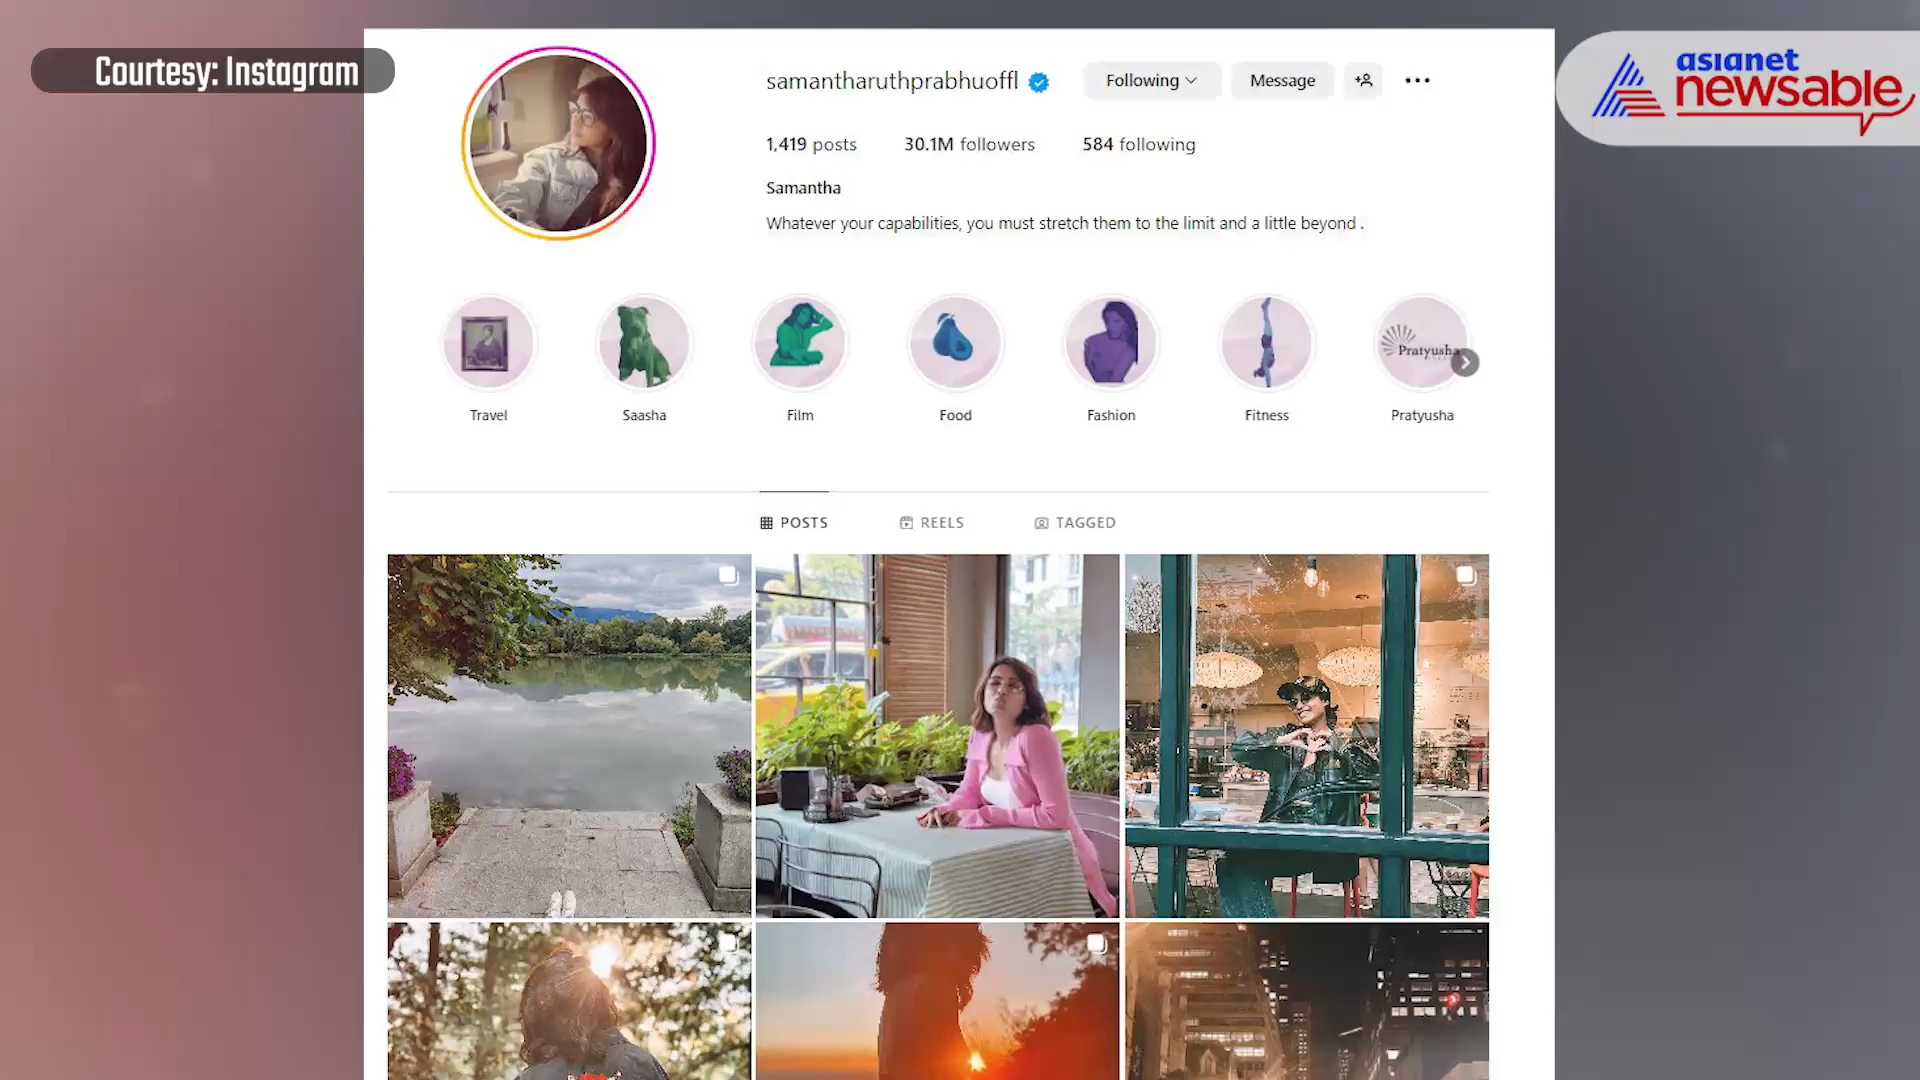 Courtesy: Instagram
asianet
newsable
samantharuthprabhuoffl
Following
Message
1,419 posts
30.1M followers
584 following
Samantha
Whatever your capabilities, you must stretch them to the limit and a little beyond .
Pratyusha
Travel
Saasha
Film
Food
Fashion
Fitness
Pratyusha
POSTS
REELS
TAGGED